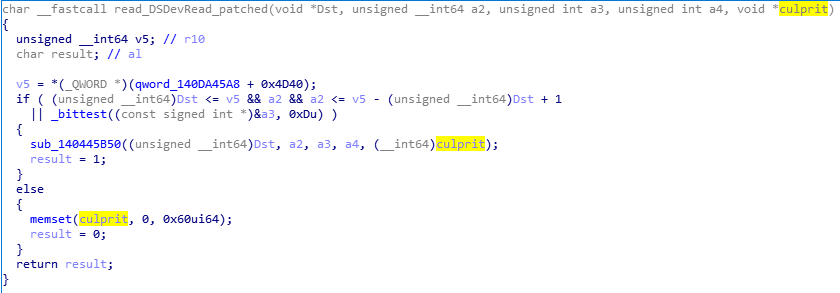 char __fastcall read_DSDevRead_patched(void *Dst, unsigned __int64 a2, unsigned int a3, unsigned int a4, void *culprit)
{
  unsigned __int64 v5; // r10
  char result; // al

  v5 = *(_QWORD *)(qword_140DA45A8 + 0x4D40);
  if ( (unsigned __int64)Dst <= v5 && a2 && a2 <= v5 - (unsigned __int64)Dst + 1
    || _bittest((const signed int *)&a3, 0xDu) )
  {
    sub_140445B50((unsigned __int64)Dst, a2, a3, a4, (__int64)culprit);
    result = 1;
  }
  else
  {
    memset(culprit, 0, 0x60ui64);
    result = 0;
  }
  return result;
}